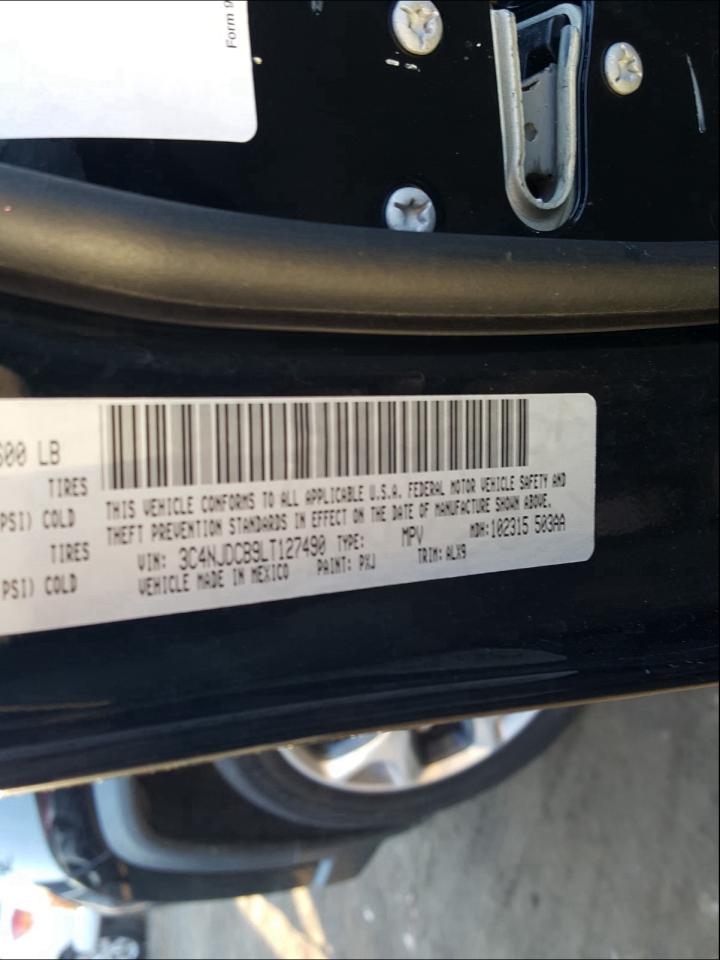 Form 9
600 LB
TIRES
PSI) COLD
TIRES
PSI) COLD
THIS VEHICLE CONFORMS TO ALL APPLICABLE U.S.A. FEDERAL MOTOR VEHICLE SAFETY AND
THEFT PREVENTION STANDARDS IN EFFECT ON THE DATE OF MANUFACTURE SHOWN ABOVE.
VIN: 3C4NJDCB9LT127490 TYPE: MPV MDH:102315 503AA
VEHICLE MADE IN MEXICO PAINT: PXJ TRIM: ALX9